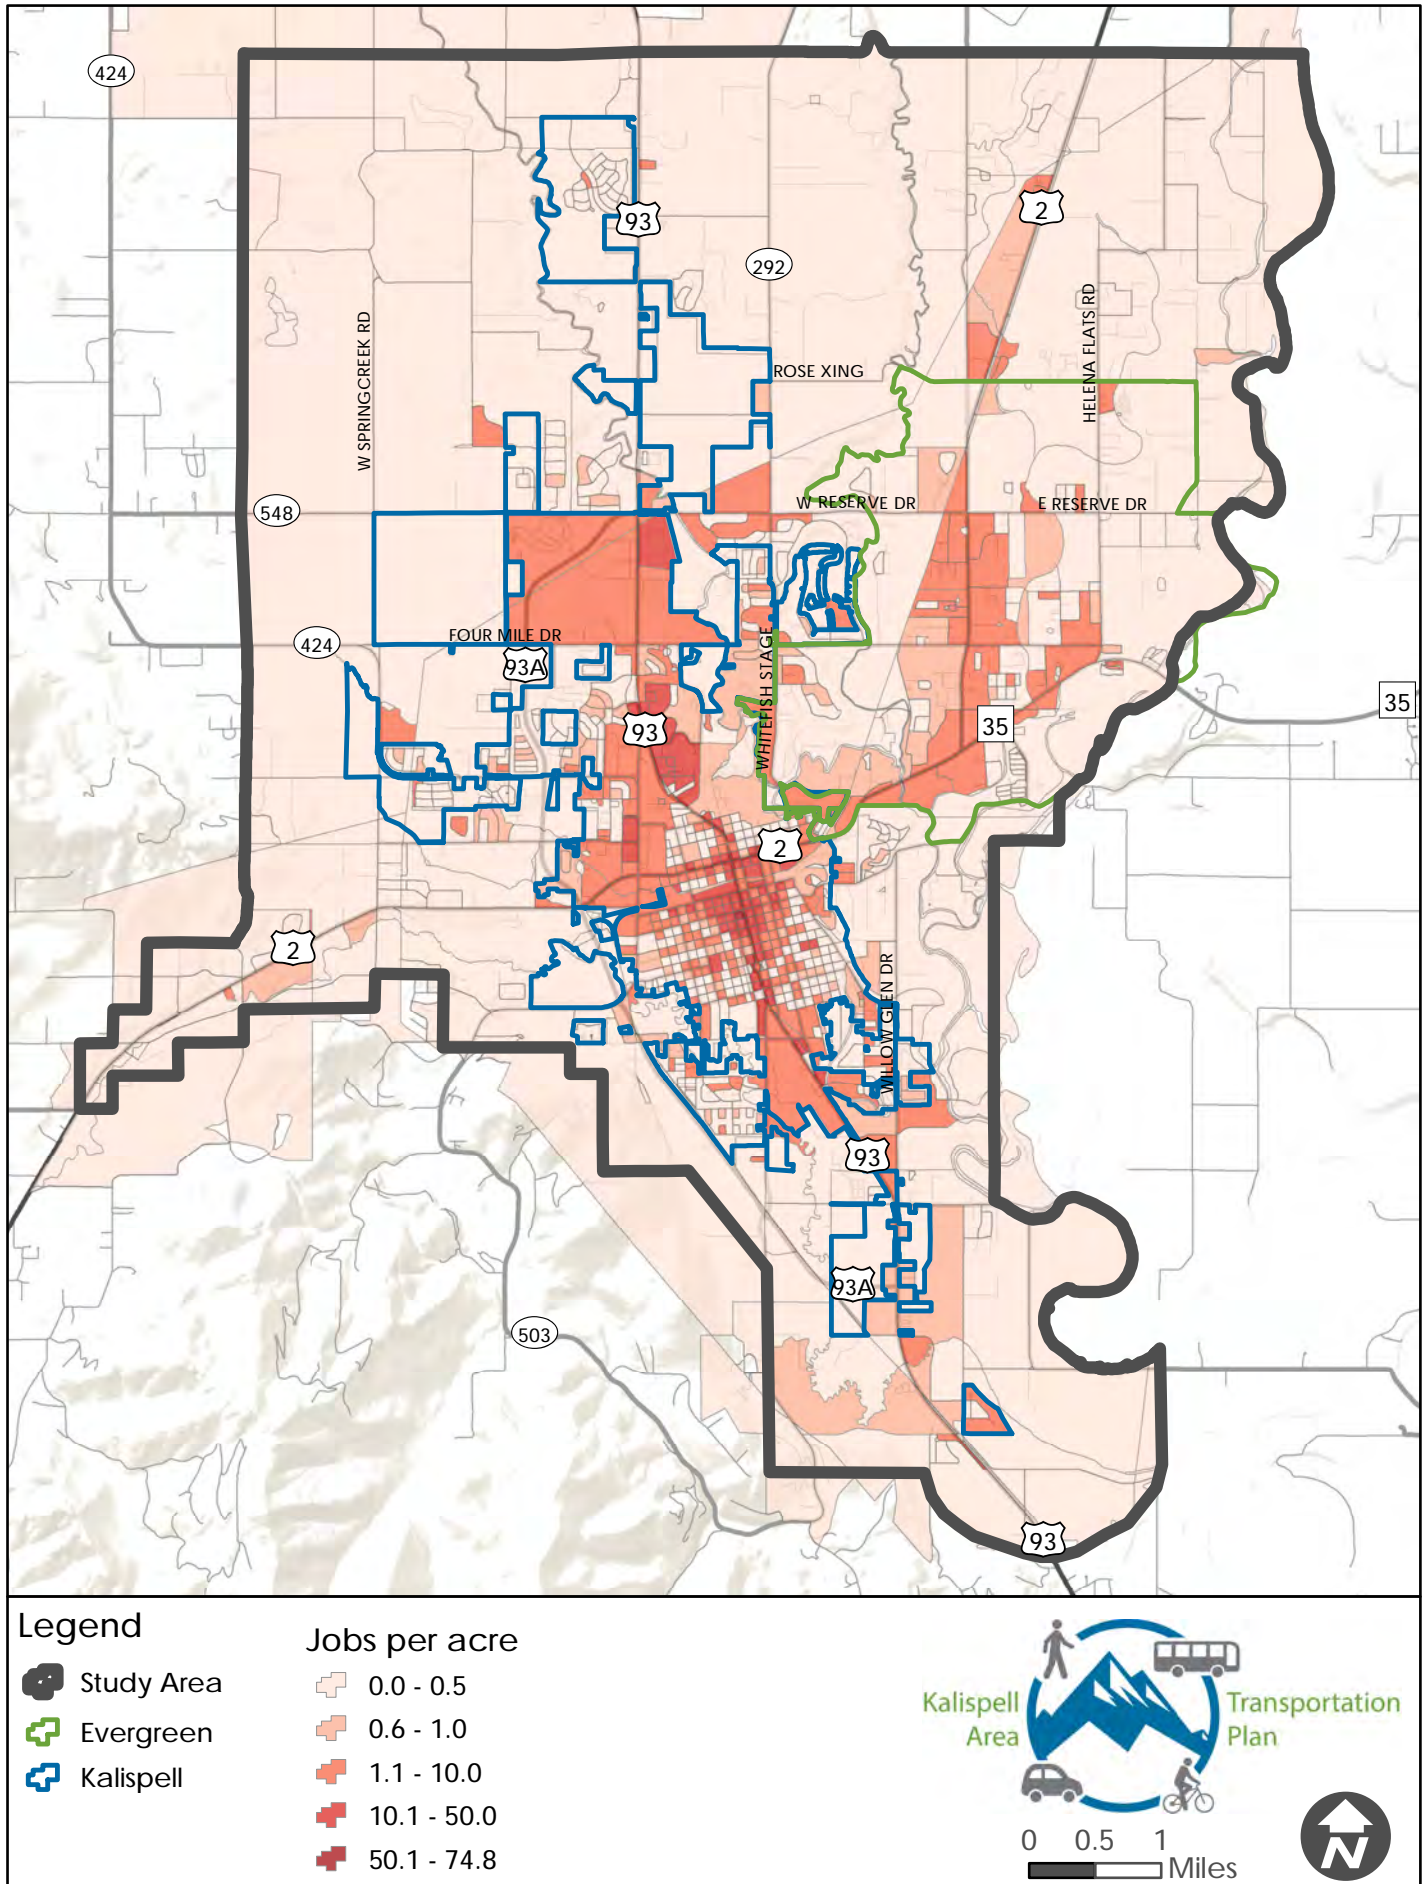 424
93
2
292
W SPRINGCREEK RD
HELENA FLATS RD
ROSE XING
W RESERVE DR
E RESERVE DR
548
424
FOUR MILE DR
93A
WHITEFISH STAGE
35
35
93
2
2
WILLOW GLEN DR
93
93A
503
93
Legend
Study Area
Evergreen
Kalispell
Jobs per acre
0.0 - 0.5
0.6 - 1.0
1.1 - 10.0
10.1 - 50.0
50.1 - 74.8
Kalispell
Area
Transportation
Plan
0 0.5 1
Miles
N